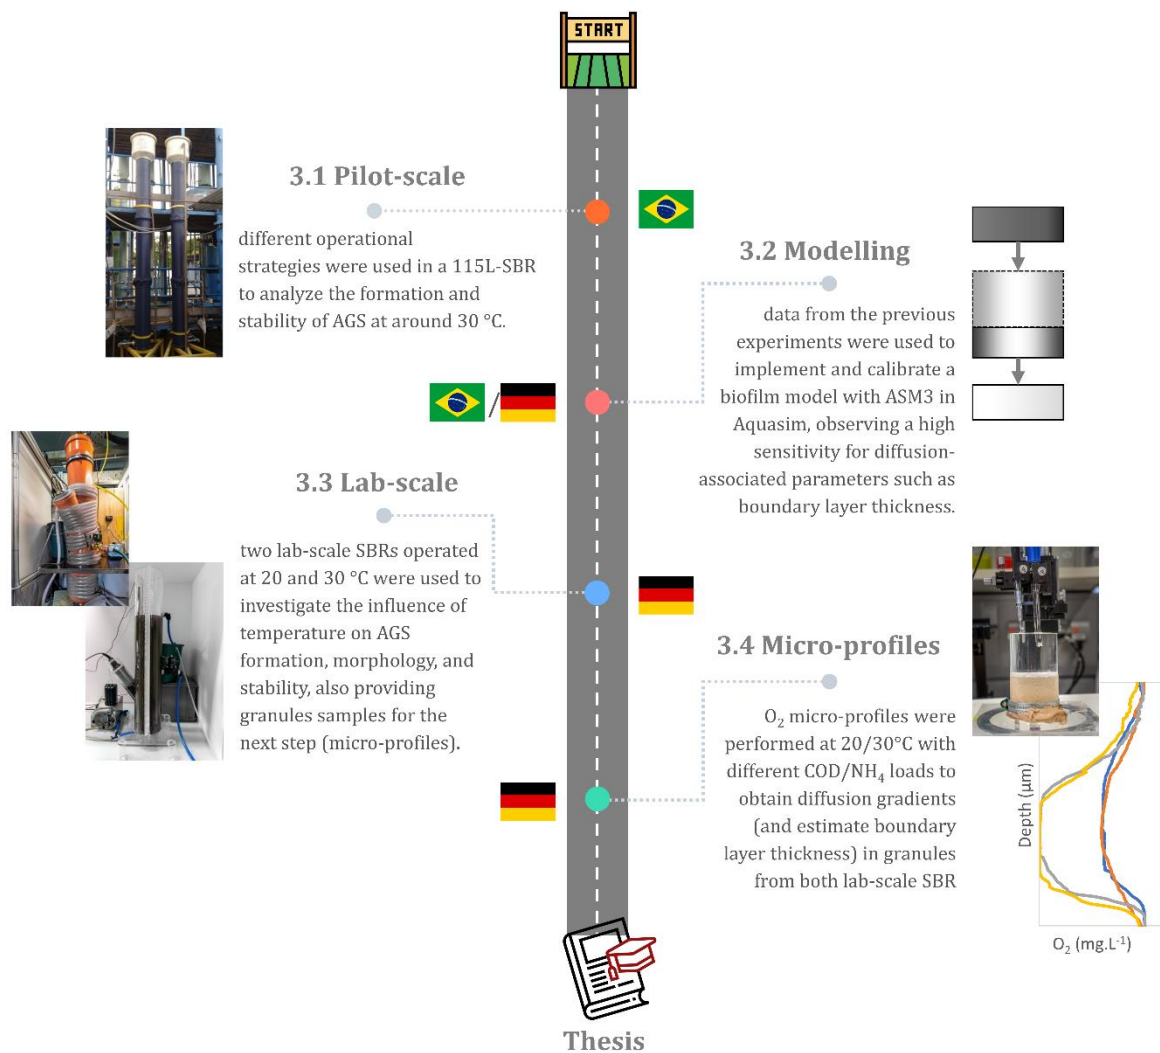 START
3.1 Pilot-scale
different operational
strategies were used in a 115L-SBR
to analyze the formation and
stability of AGS at around 30 °C.
3.2 Modelling
data from the previous
experiments were used to
implement and calibrate a
biofilm model with ASM3 in
Aquasim, observing a high
sensitivity for diffusion-
associated parameters such as
boundary layer thickness.
/
3.3 Lab-scale
two lab-scale SBRs operated
at 20 and 30 °C were used to
investigate the influence of
temperature on AGS
formation, morphology, and
stability, also providing
granules samples for the
next step (micro-profiles).
3.4 Micro-profiles
O₂ micro-profiles were
performed at 20/30°C with
different COD/NH₄ loads to
obtain diffusion gradients
(and estimate boundary
layer thickness) in granules
from both lab-scale SBR
Depth (µm)
O₂ (mg.L⁻¹)
Thesis